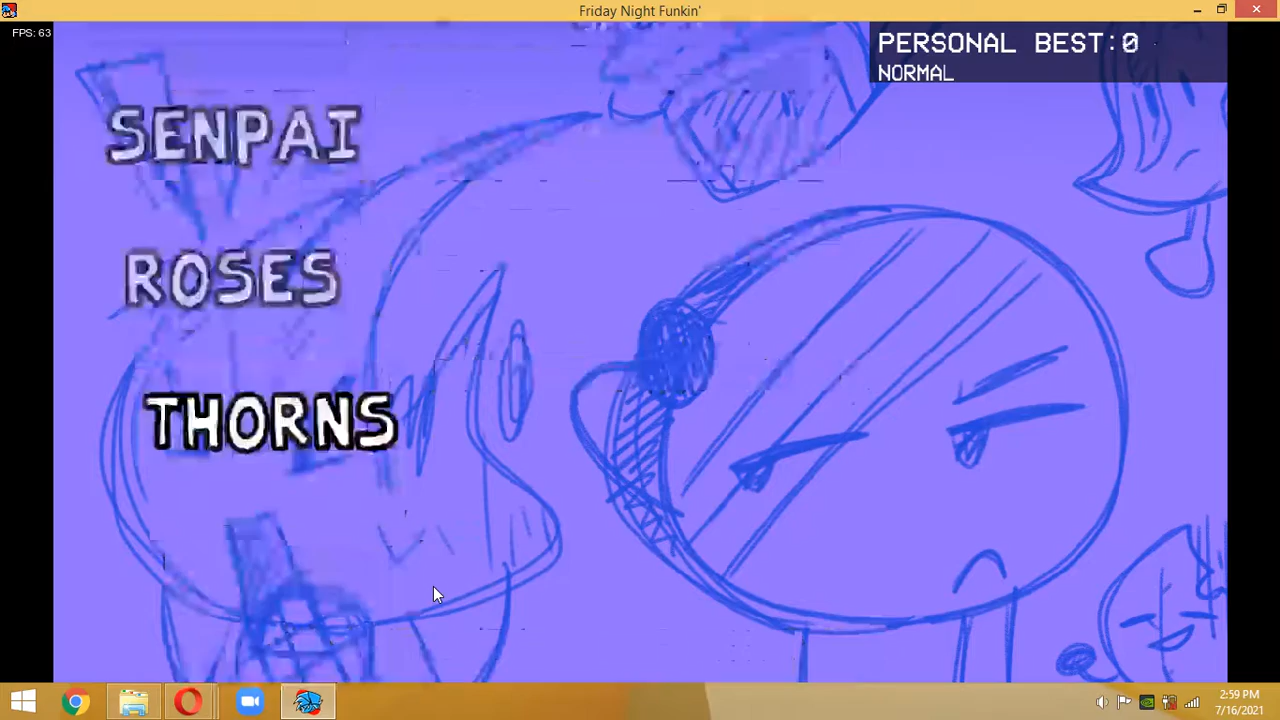 Friday Night Funkin'
FPS: 63
PERSONAL BEST:0
NORMAL
SENPAI
ROSES
THORNS
2:59 PM
7/16/2021